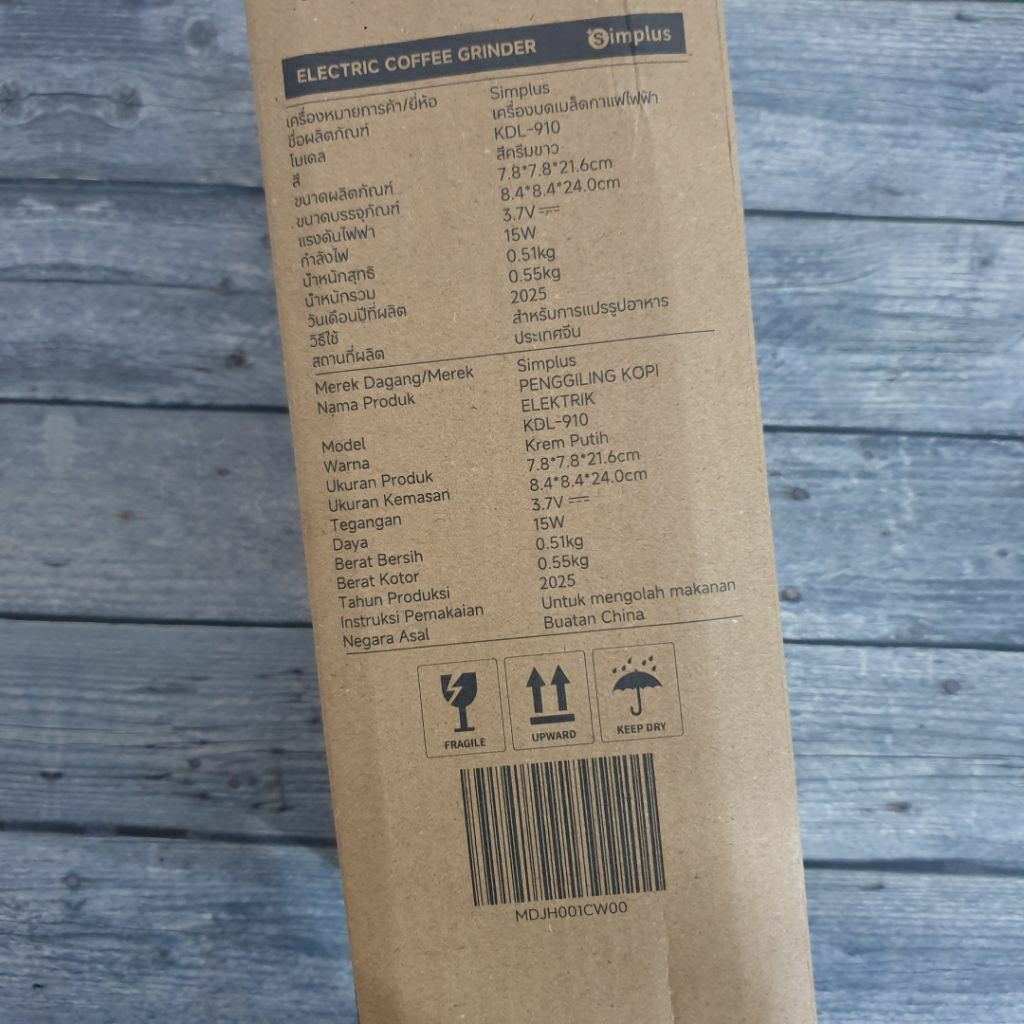 ELECTRIC COFFEE GRINDER Simplus
เครื่องหมายการค้า/ยี่ห้อ Simplus
ชื่อผลิตภัณฑ์ เครื่องบดเมล็ดกาแฟไฟฟ้า
โมเดล KDL-910
สี สีครีมขาว
ขนาดผลิตภัณฑ์ 7.8*7.8*21.6cm
ขนาดบรรจุภัณฑ์ 8.4*8.4*24.0cm
แรงดันไฟฟ้า 3.7V⎓
กำลังไฟ 15W
น้ำหนักสุทธิ 0.51kg
น้ำหนักรวม 0.55kg
วันเดือนปีที่ผลิต 2025
วิธีใช้ สำหรับการแปรรูปอาหาร
สถานที่ผลิต ประเทศจีน
Merek Dagang/Merek Simplus
Nama Produk PENGGILING KOPI
ELEKTRIK
Model KDL-910
Warna Krem Putih
Ukuran Produk 7.8*7.8*21.6cm
Ukuran Kemasan 8.4*8.4*24.0cm
Tegangan 3.7V⎓
Daya 15W
Berat Bersih 0.51kg
Berat Kotor 0.55kg
Tahun Produksi 2025
Instruksi Pemakaian Untuk mengolah makanan
Negara Asal Buatan China
FRAGILE UPWARD KEEP DRY
MDJH001CW00